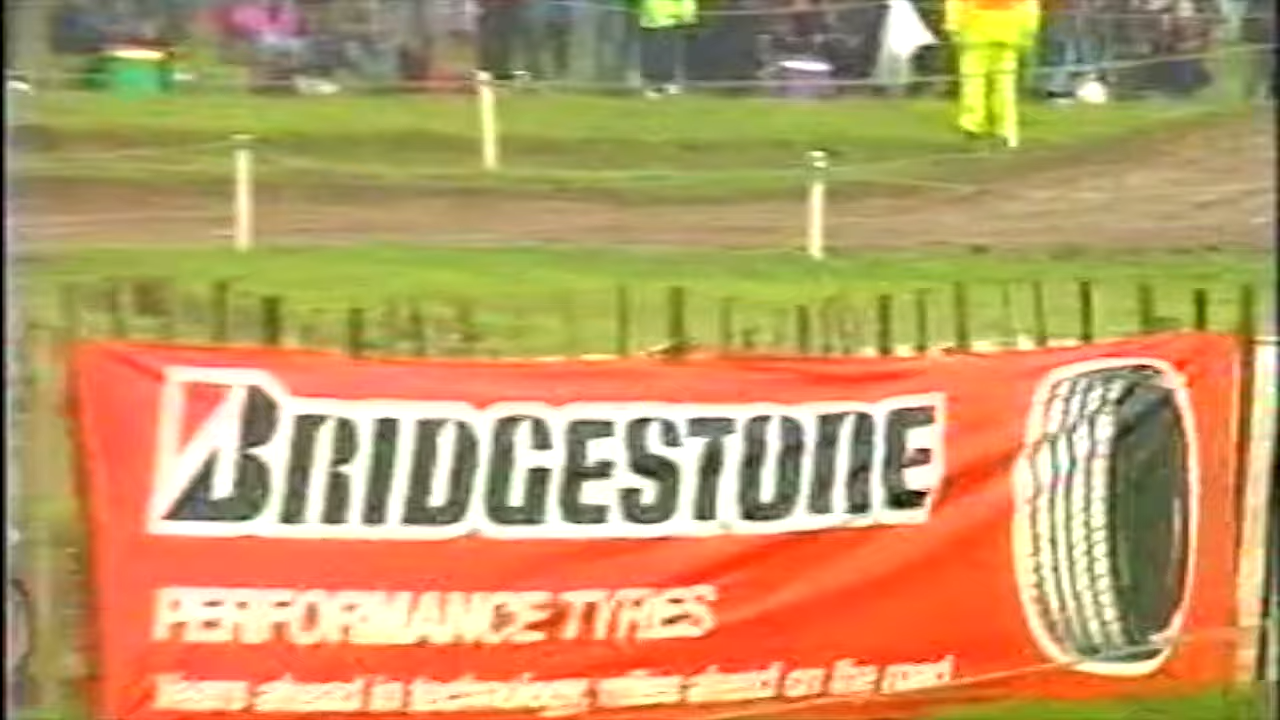 BRIDGESTONE
PERFORMANCE TYRES
Years ahead in technology, miles ahead on the road.